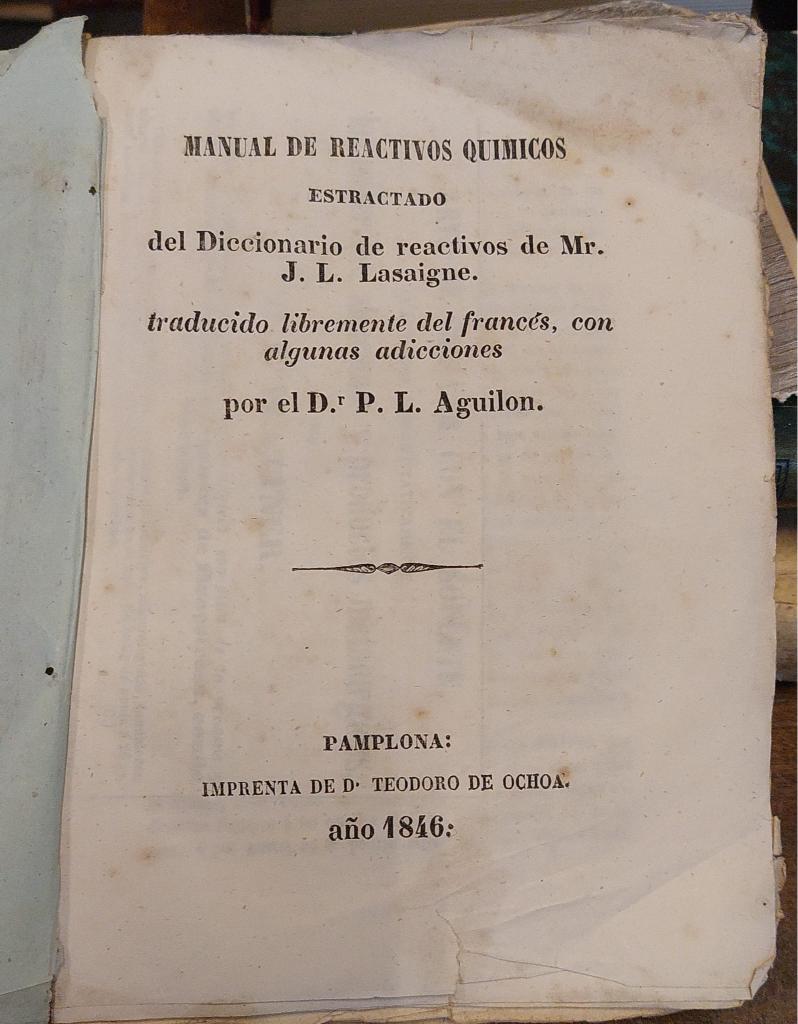 MANUAL DE REACTIVOS QUIMICOS
ESTRACTADO
del Diccionario de reactivos de Mr.
J. L. Lasaigne.
traducido libremente del francés, con
algunas adicciones
por el D.r P. L. Aguilon.
PAMPLONA:
IMPRENTA DE D. TEODORO DE OCHOA.
año 1846: